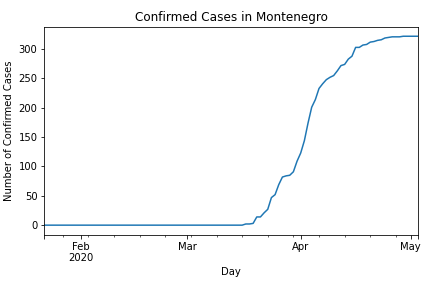 Confirmed Cases in Montenegro
Number of Confirmed Cases
300
250
200
150
100
50
0
Feb
2020
Mar
Apr
May
Day